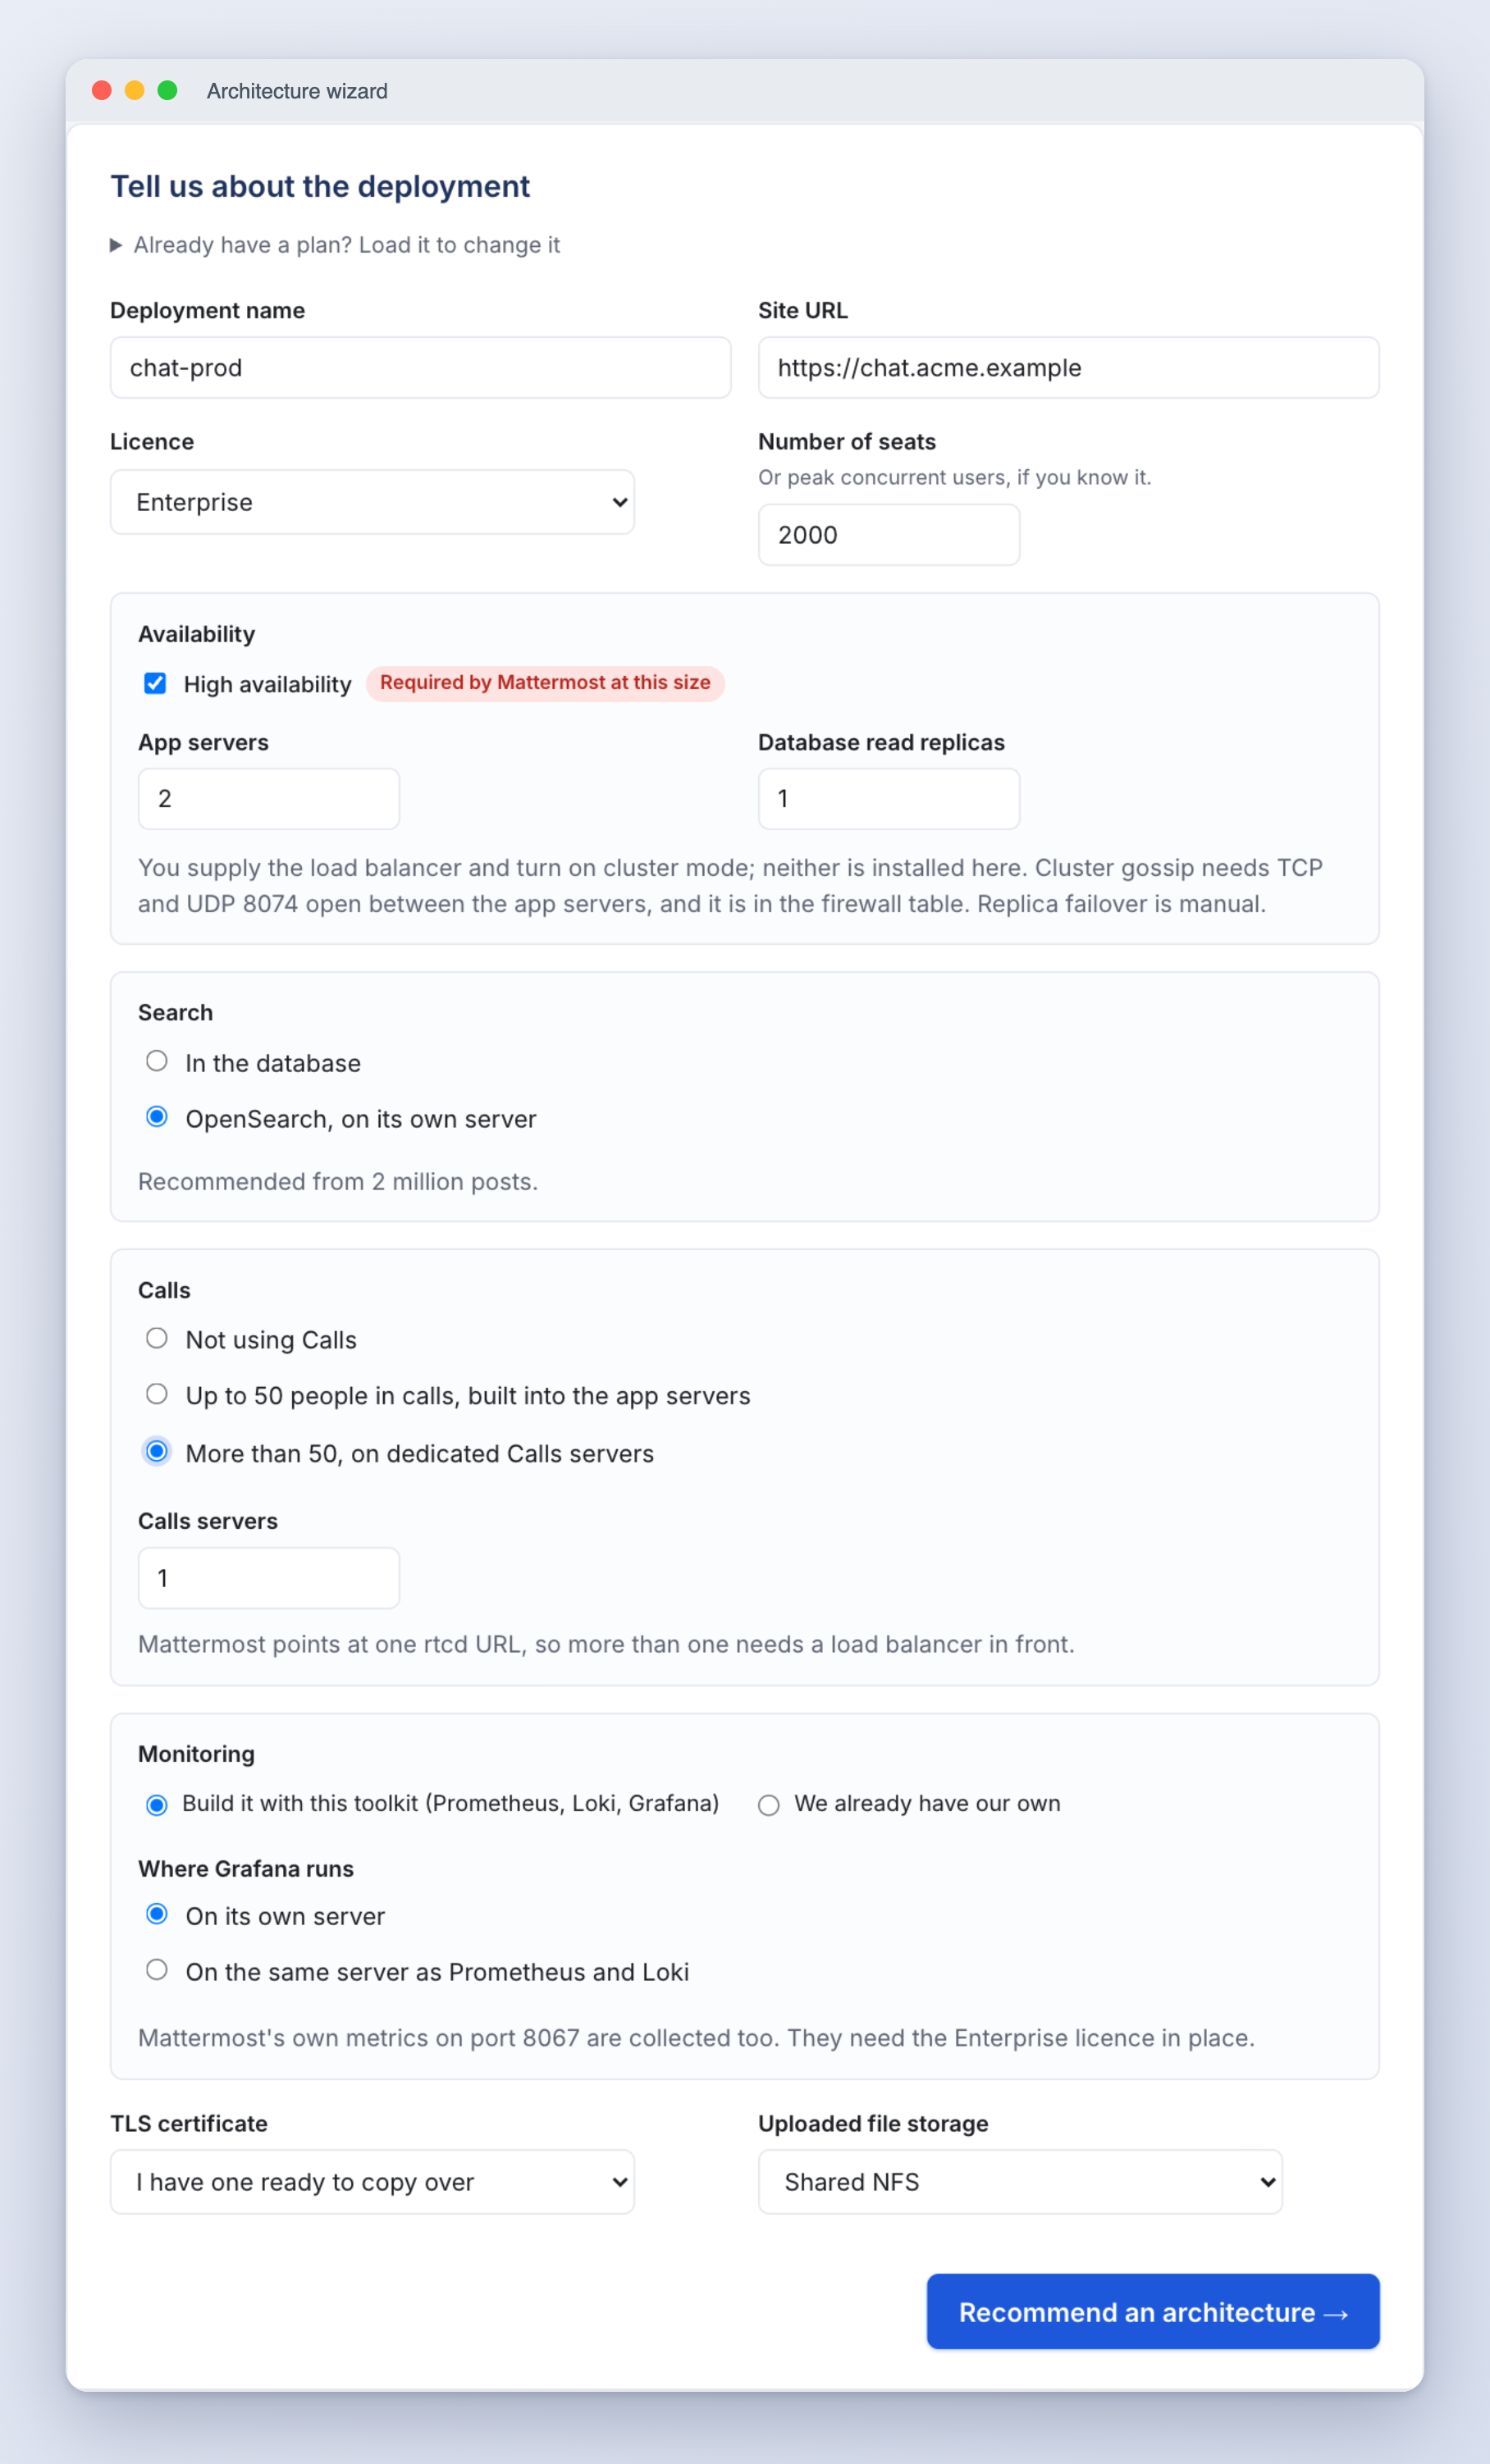 Architecture wizard
Tell us about the deployment
Already have a plan? Load it to change it
Deployment name
Site URL
chat-prod
https://chat.acme.example
Licence
Number of seats
Or peak concurrent users, if you know it.
Enterprise
2000
Availability
High availability
Required by Mattermost at this size
App servers
Database read replicas
2
1
You supply the load balancer and turn on cluster mode; neither is installed here. Cluster gossip needs TCP
and UDP 8074 open between the app servers, and it is in the firewall table. Replica failover is manual.
Search
In the database
OpenSearch, on its own server
Recommended from 2 million posts.
Calls
Not using Calls
Up to 50 people in calls, built into the app servers
More than 50, on dedicated Calls servers
Calls servers
1
Mattermost points at one rtcd URL, so more than one needs a load balancer in front.
Monitoring
Build it with this toolkit (Prometheus, Loki, Grafana)
We already have our own
Where Grafana runs
On its own server
On the same server as Prometheus and Loki
Mattermost's own metrics on port 8067 are collected too. They need the Enterprise licence in place.
TLS certificate
Uploaded file storage
I have one ready to copy over
Shared NFS
Recommend an architecture →